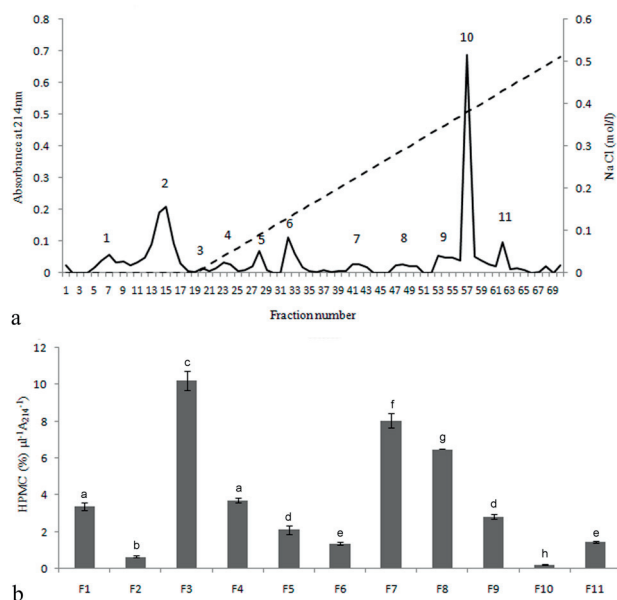 0.8
0.7
0.6
0.5
0.4
0.3
0.2
0.1
0
Absorbance at 214nm
0.6
0.5
0.4
0.3
0.2
0.1
0
NaCl (mol/l)
1
2
3
4
5
6
7
8
9
10
11
1 3 5 7 9 11 13 15 17 19 21 23 25 27 29 31 33 35 37 39 41 43 45 47 49 51 53 55 57 59 61 63 65 67 69
Fraction number
a
12
10
8
6
4
2
0
HPMC (%) µl⁻¹A₂₁₄⁻¹
a
b
c
a
d
e
f
g
d
h
e
F1 F2 F3 F4 F5 F6 F7 F8 F9 F10 F11
b